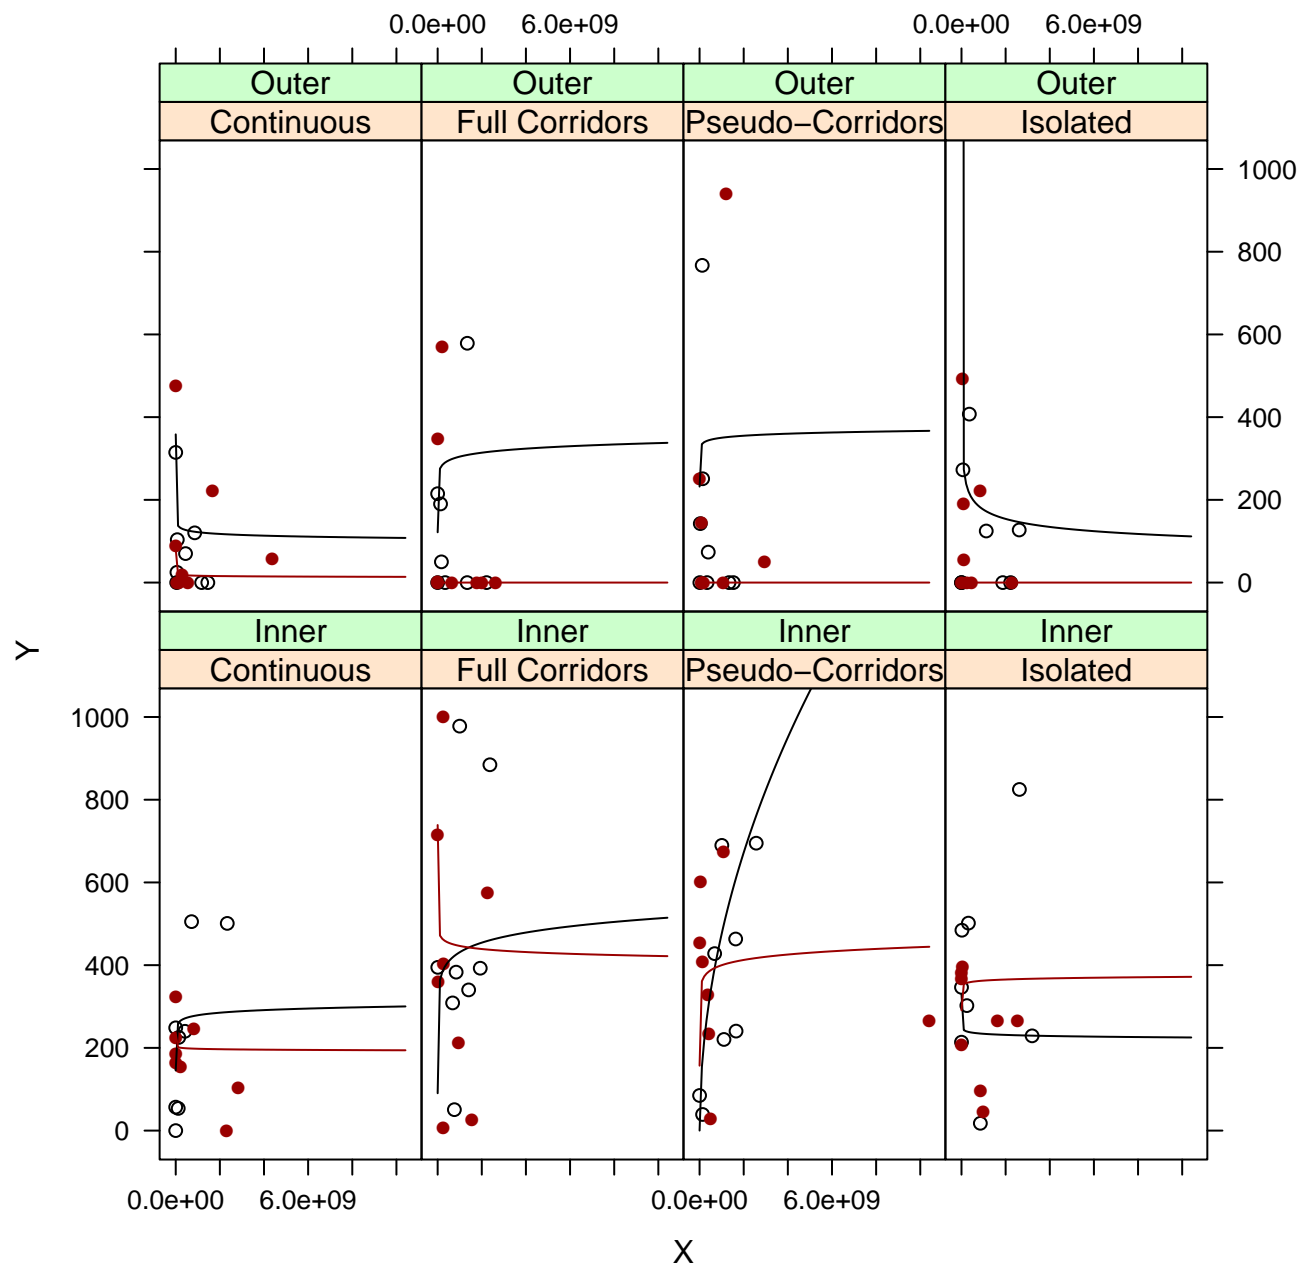 0.0e+00 6.0e+09 0.0e+00 6.0e+09
Outer Outer Outer Outer
Continuous Full Corridors Pseudo−Corridors Isolated
1000
800
600
400
200
0
Inner Inner Inner Inner
Continuous Full Corridors Pseudo−Corridors Isolated
1000
800
600
400
200
0
0.0e+00 6.0e+09 0.0e+00 6.0e+09
X
Y